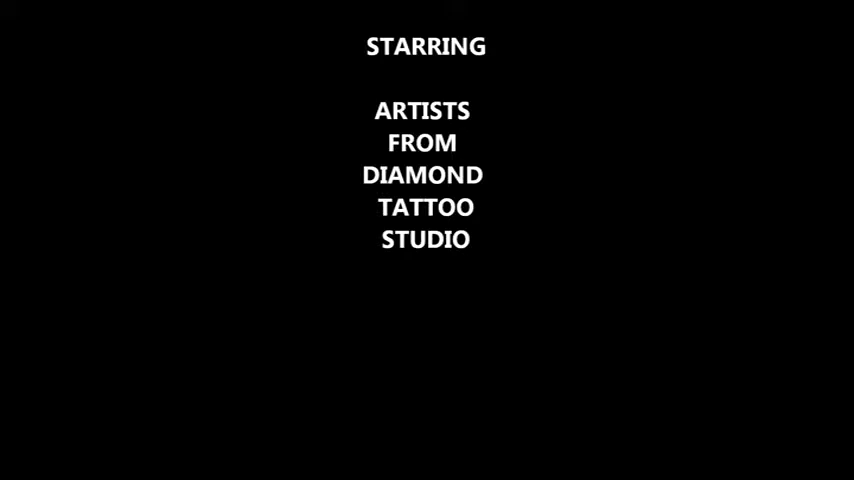 STARRING
ARTISTS
FROM
DIAMOND
TATTOO
STUDIO